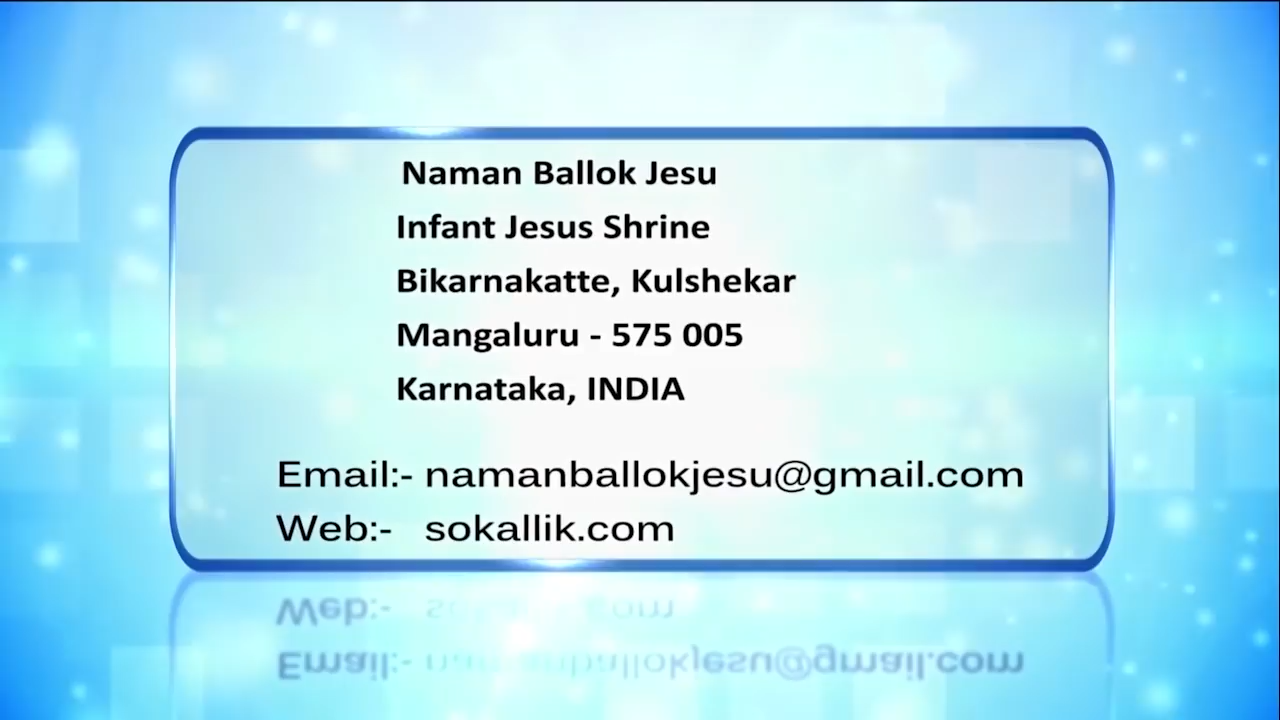 Naman Ballok Jesu
Infant Jesus Shrine
Bikarnakatte, Kulshekar
Mangaluru - 575 005
Karnataka, INDIA
Email:- namanballokjesu@gmail.com
Web:- sokallik.com